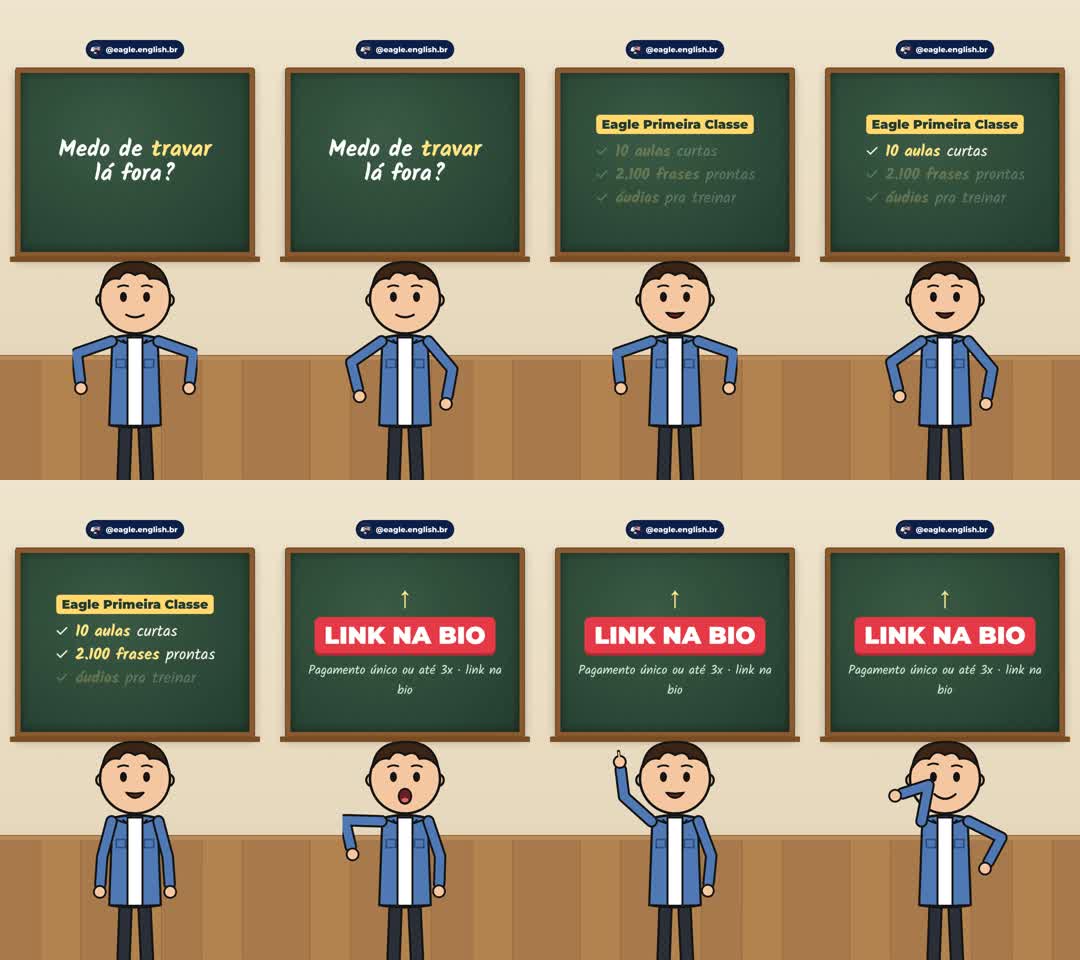 @eagle.english.br
@eagle.english.br
@eagle.english.br
@eagle.english.br
Medo de travar
lá fora?
Medo de travar
lá fora?
Eagle Primeira Classe
✓ 10 aulas curtas
✓ 2.100 frases prontas
✓ áudios pra treinar
Eagle Primeira Classe
✓ 10 aulas curtas
✓ 2.100 frases prontas
✓ áudios pra treinar
@eagle.english.br
@eagle.english.br
@eagle.english.br
@eagle.english.br
Eagle Primeira Classe
✓ 10 aulas curtas
✓ 2.100 frases prontas
✓ áudios pra treinar
↑
LINK NA BIO
Pagamento único ou até 3x · link na
bio
↑
LINK NA BIO
Pagamento único ou até 3x · link na
bio
↑
LINK NA BIO
Pagamento único ou até 3x · link na
bio